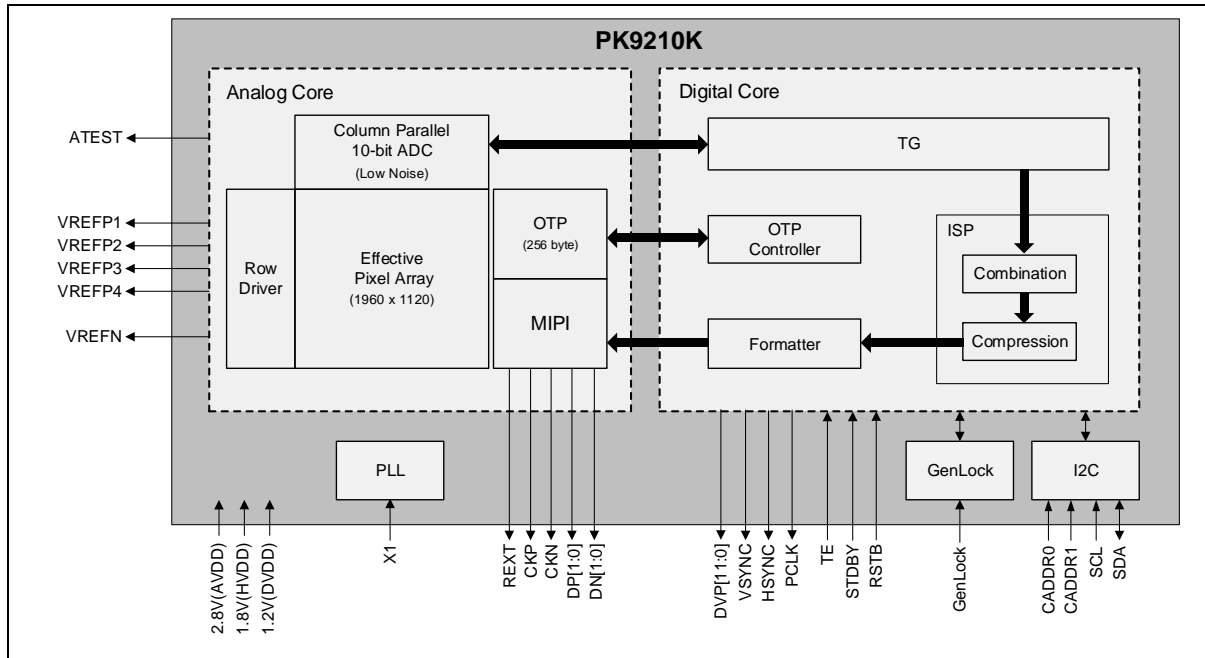 PK9210K
Analog Core
Digital Core
ATEST
Column Parallel
10-bit ADC
(Low Noise)
TG
VREFP1
VREFP2
VREFP3
VREFP4
VREFN
Row
Driver
Effective
Pixel Array
(1960 x 1120)
OTP
(256 byte)
MIPI
OTP
Controller
Formatter
ISP
Combination
Compression
PLL
GenLock
I2C
2.8V(AVDD)
1.8V(HVDD)
1.2V(DVDD)
X1
REXT
CKP
CKN
DP[1:0]
DN[1:0]
DVP[11:0]
VSYNC
HSYNC
PCLK
TE
STDBY
RSTB
GenLock
CADDR0
CADDR1
SCL
SDA